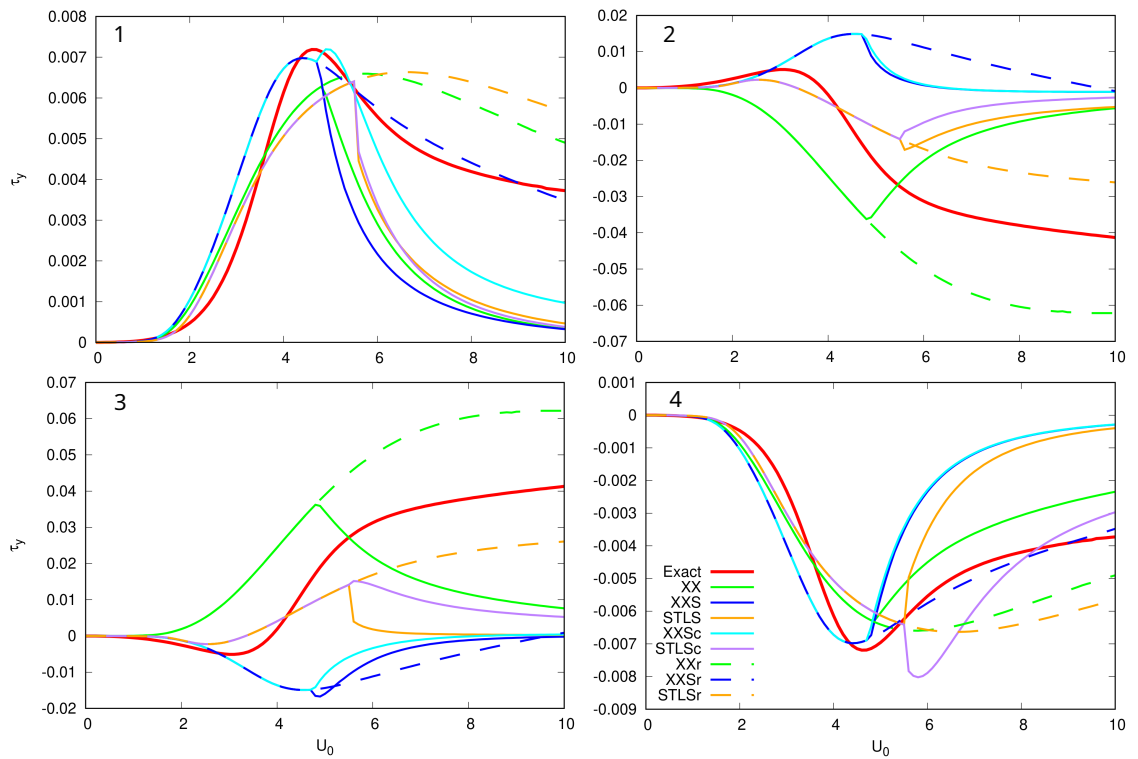 1
0.008
0.007
0.006
0.005
0.004
0.003
0.002
0.001
0
τy
0 2 4 6 8 10
U0
2
0.02
0.01
0
-0.01
-0.02
-0.03
-0.04
-0.05
-0.06
-0.07
0 2 4 6 8 10
3
0.07
0.06
0.05
0.04
0.03
0.02
0.01
0
-0.01
-0.02
τy
0 2 4 6 8 10
U0
4
0.001
0
-0.001
-0.002
-0.003
-0.004
-0.005
-0.006
-0.007
-0.008
-0.009
Exact
XX
XXS
STLS
XXSc
STLSc
XXr
XXSr
STLSr
0 2 4 6 8 10
U0